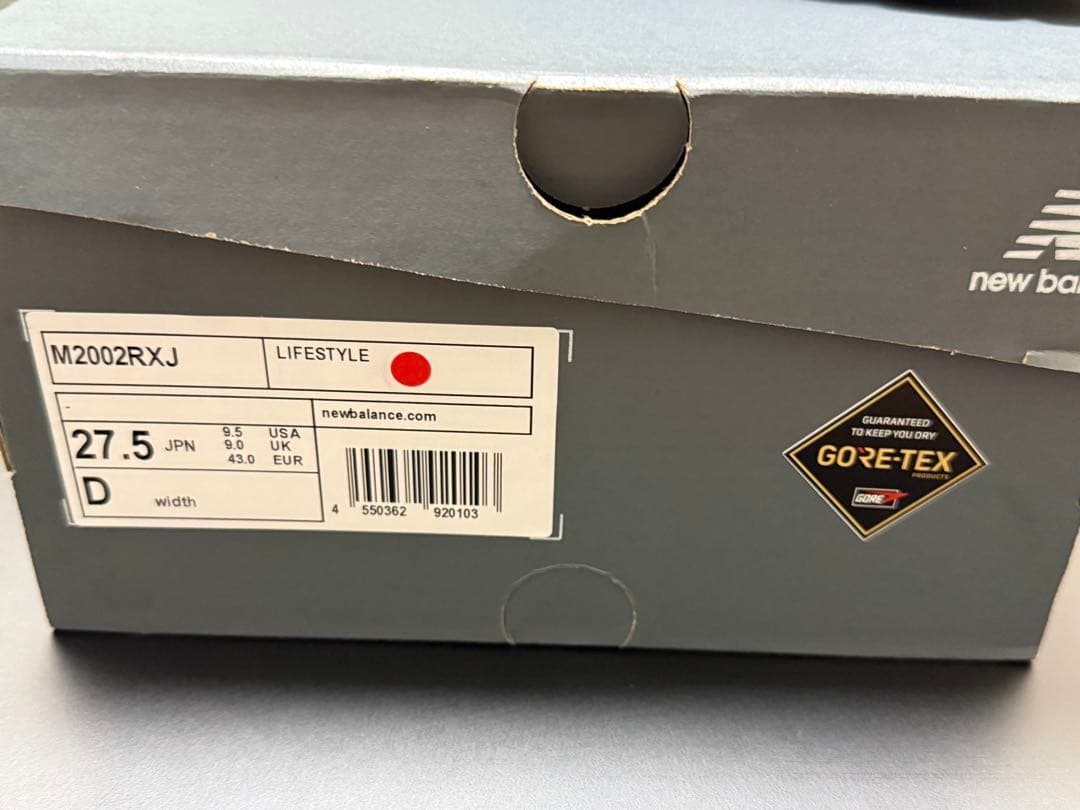 new ba
M2002RXJ
LIFESTYLE
-
newbalance.com
27.5 JPN
9.5 USA
9.0 UK
43.0 EUR
D width
4 550362 920103
GUARANTEED
TO KEEP YOU DRY
GORE-TEX
PRODUCTS
GORE